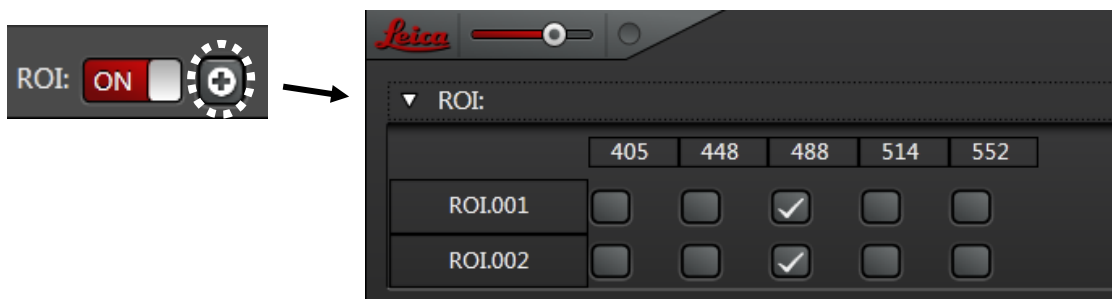 ROI: ON
Leica
ROI:
405 448 488 514 552
ROI.001
ROI.002